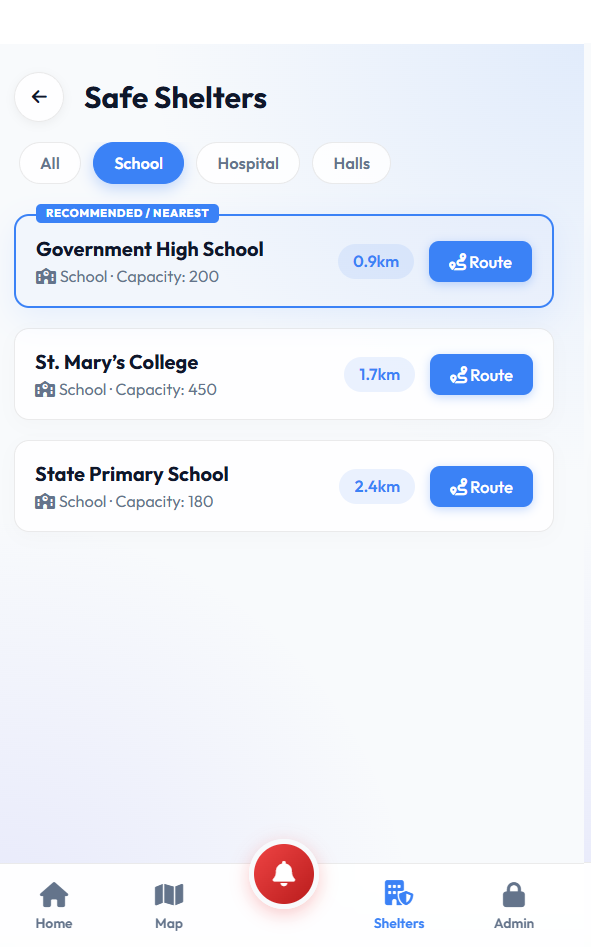 Safe Shelters
All
School
Hospital
Halls
RECOMMENDED / NEAREST
Government High School
School · Capacity: 200
0.9km
Route
St. Mary’s College
School · Capacity: 450
1.7km
Route
State Primary School
School · Capacity: 180
2.4km
Route
Home
Map
Shelters
Admin